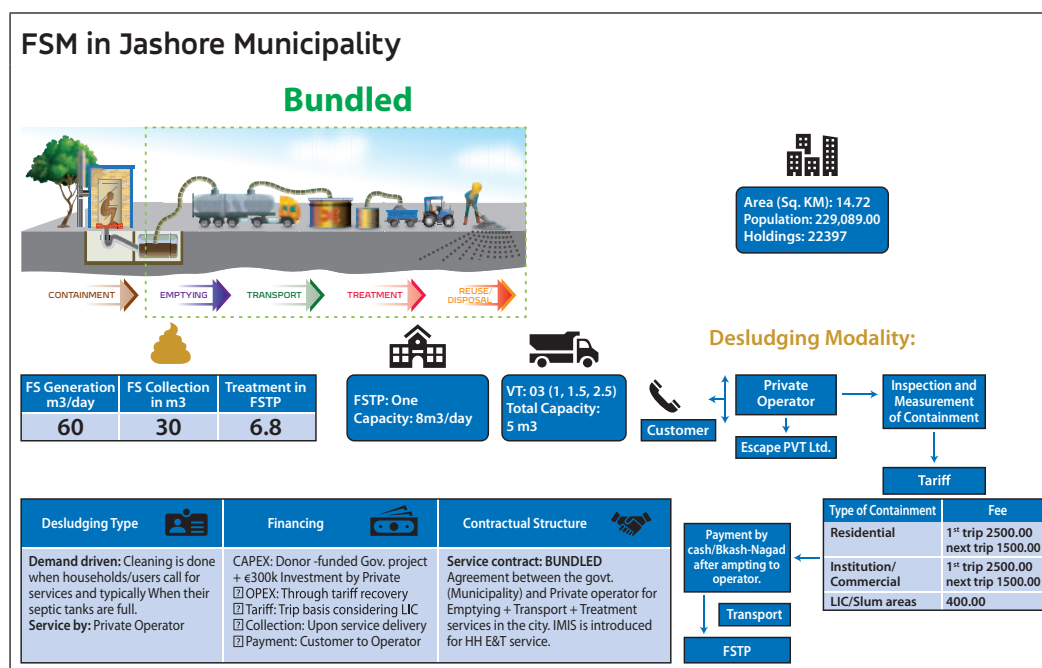 FSM in Jashore Municipality
Bundled
CONTAINMENT
EMPTYING
TRANSPORT
TREATMENT
REUSE/
DISPOSAL
Area (Sq. KM): 14.72
Population: 229,089.00
Holdings: 22397
FS Generation
m3/day
FS Collection
in m3
Treatment in
FSTP
60
30
6.8
FSTP: One
Capacity: 8m3/day
VT: 03 (1, 1.5, 2.5)
Total Capacity:
5 m3
Desludging Modality:
Customer
Private
Operator
Escape PVT Ltd.
Inspection and
Measurement
of Containment
Tariff
Type of Containment
Fee
Residential
1st trip 2500.00
next trip 1500.00
Institution/
Commercial
1st trip 2500.00
next trip 1500.00
LIC/Slum areas
400.00
Payment by
cash/Bkash-Nagad
after ampting to
operator.
Transport
FSTP
Desludging Type
Demand driven: Cleaning is done
when households/users call for
services and typically When their
septic tanks are full.
Service by: Private Operator
Financing
CAPEX: Donor -funded Gov. project
+ €300k Investment by Private
OPEX: Through tariff recovery
Tariff: Trip basis considering LIC
Collection: Upon service delivery
Payment: Customer to Operator
Contractual Structure
Service contract: BUNDLED
Agreement between the govt.
(Municipality) and Private operator for
Emptying + Transport + Treatment
services in the city. IMIS is introduced
for HH E&T service.